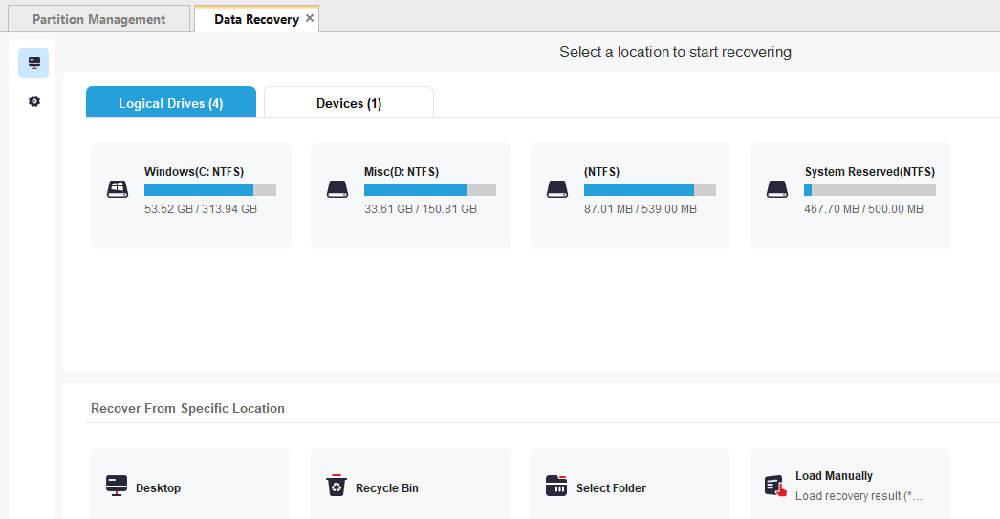 Partition Management
Data Recovery ×
Select a location to start recovering
Logical Drives (4)
Devices (1)
Windows(C: NTFS)
53.52 GB / 313.94 GB
Misc(D: NTFS)
33.61 GB / 150.81 GB
(NTFS)
87.01 MB / 539.00 MB
System Reserved(NTFS)
467.70 MB / 500.00 MB
Recover From Specific Location
Desktop
Recycle Bin
Select Folder
Load Manually
Load recovery result (*...